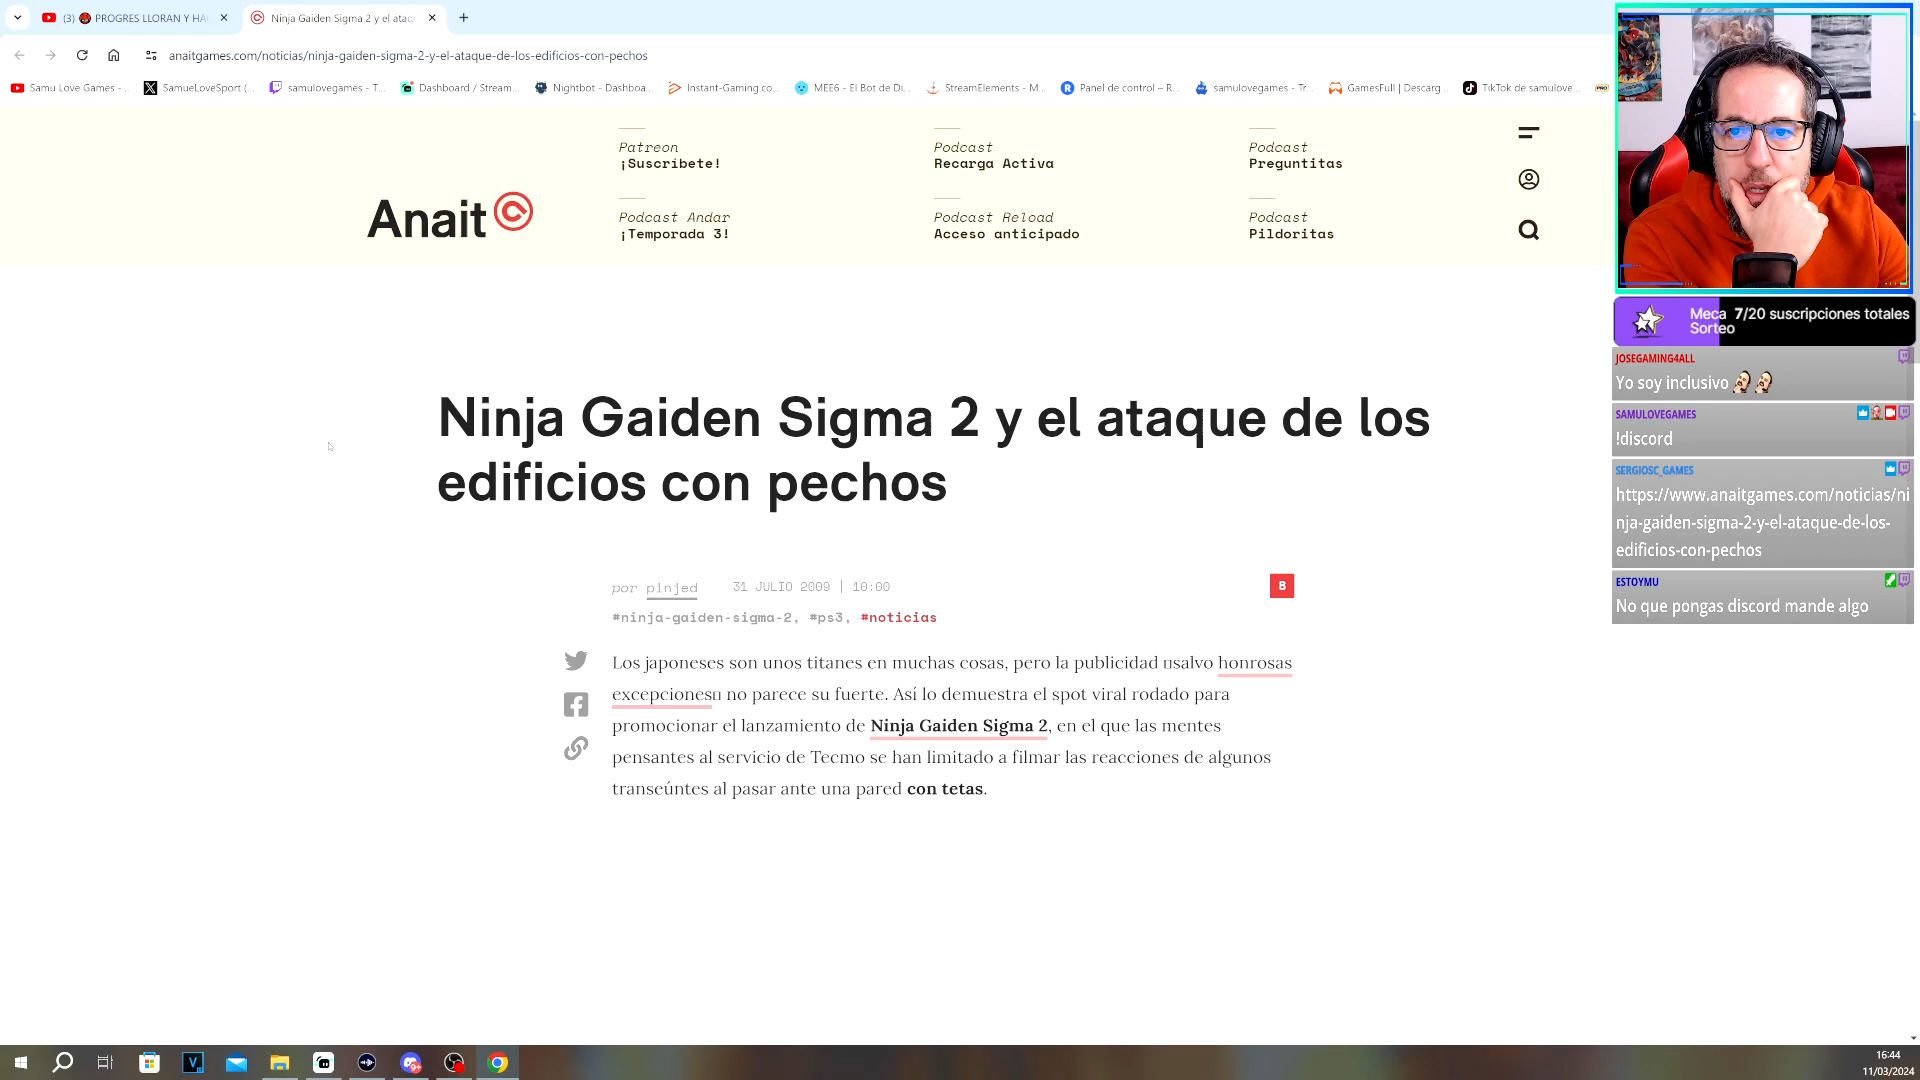 (3) PROGRES LLORAN Y HA
Ninja Gaiden Sigma 2 y el ataq
anaitgames.com/noticias/ninja-gaiden-sigma-2-y-el-ataque-de-los-edificios-con-pechos
Samu Love Games - ...
SamueLoveSport (...
samulovegames - T...
Dashboard / Stream...
Nightbot - Dashboa...
Instant-Gaming.co...
MEE6 - El Bot de Di...
StreamElements - M...
Panel de control – R...
samulovegames - Tr...
GamesFull | Descarg...
TikTok de samulove...
PRO
Anait
Patreon
¡Suscríbete!
Podcast
Recarga Activa
Podcast
Preguntitas
Podcast Andar
¡Temporada 3!
Podcast Reload
Acceso anticipado
Podcast
Pildoritas
Ninja Gaiden Sigma 2 y el ataque de los
edificios con pechos
por pinjed 31 JULIO 2009 | 10:00
8
#ninja-gaiden-sigma-2, #ps3, #noticias
Los japoneses son unos titanes en muchas cosas, pero la publicidad salvo honrosas
excepciones no parece su fuerte. Así lo demuestra el spot viral rodado para
promocionar el lanzamiento de Ninja Gaiden Sigma 2, en el que las mentes
pensantes al servicio de Tecmo se han limitado a filmar las reacciones de algunos
transeúntes al pasar ante una pared con tetas.
7
Meca 7/20 suscripciones totales
Sorteo
JOSEGAMING4ALL
Yo soy inclusivo
SAMULOVEGAMES
!discord
SERGIOSC_GAMES
https://www.anaitgames.com/noticias/ni
nja-gaiden-sigma-2-y-el-ataque-de-los-
edificios-con-pechos
ESTOYMU
No que pongas discord mande algo
V
9+
16:44
11/03/2024